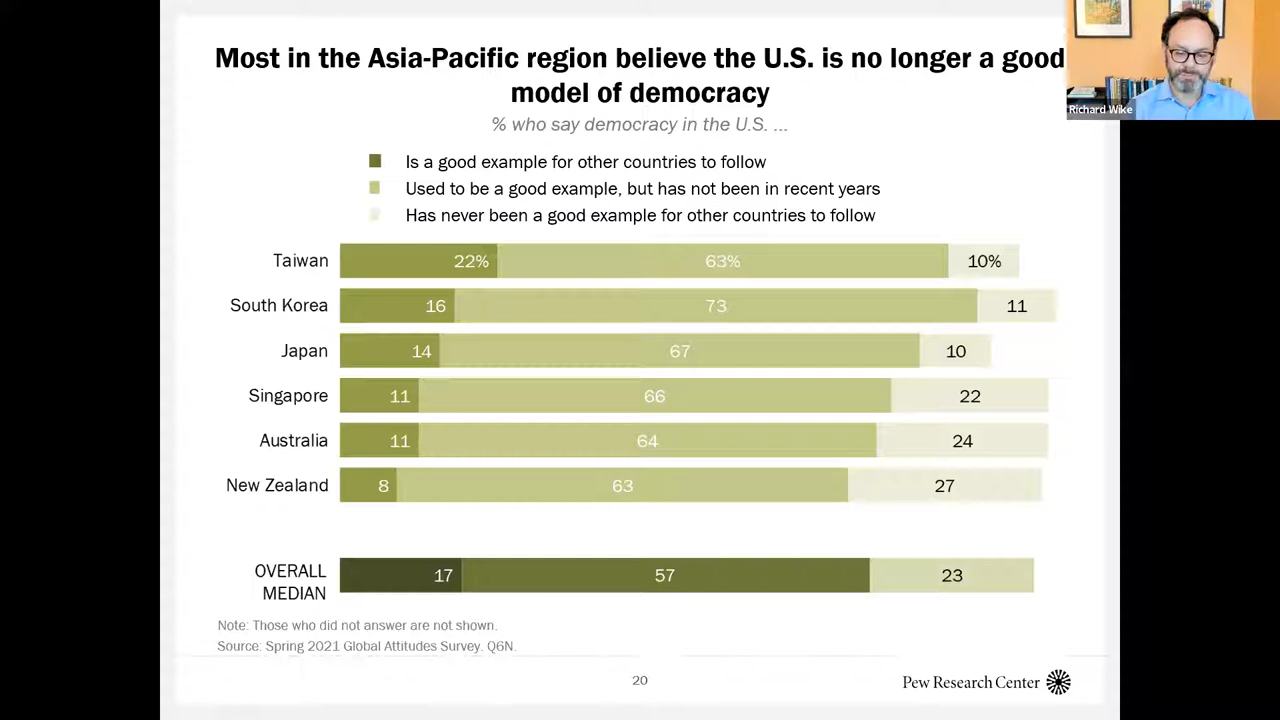 Most in the Asia-Pacific region believe the U.S. is no longer a good
model of democracy
% who say democracy in the U.S. ...
Is a good example for other countries to follow
Used to be a good example, but has not been in recent years
Has never been a good example for other countries to follow
Taiwan 22% 63% 10%
South Korea 16 73 11
Japan 14 67 10
Singapore 11 66 22
Australia 11 64 24
New Zealand 8 63 27
OVERALL
MEDIAN 17 57 23
Note: Those who did not answer are not shown.
Source: Spring 2021 Global Attitudes Survey. Q6N.
20
Pew Research Center
Richard Wike